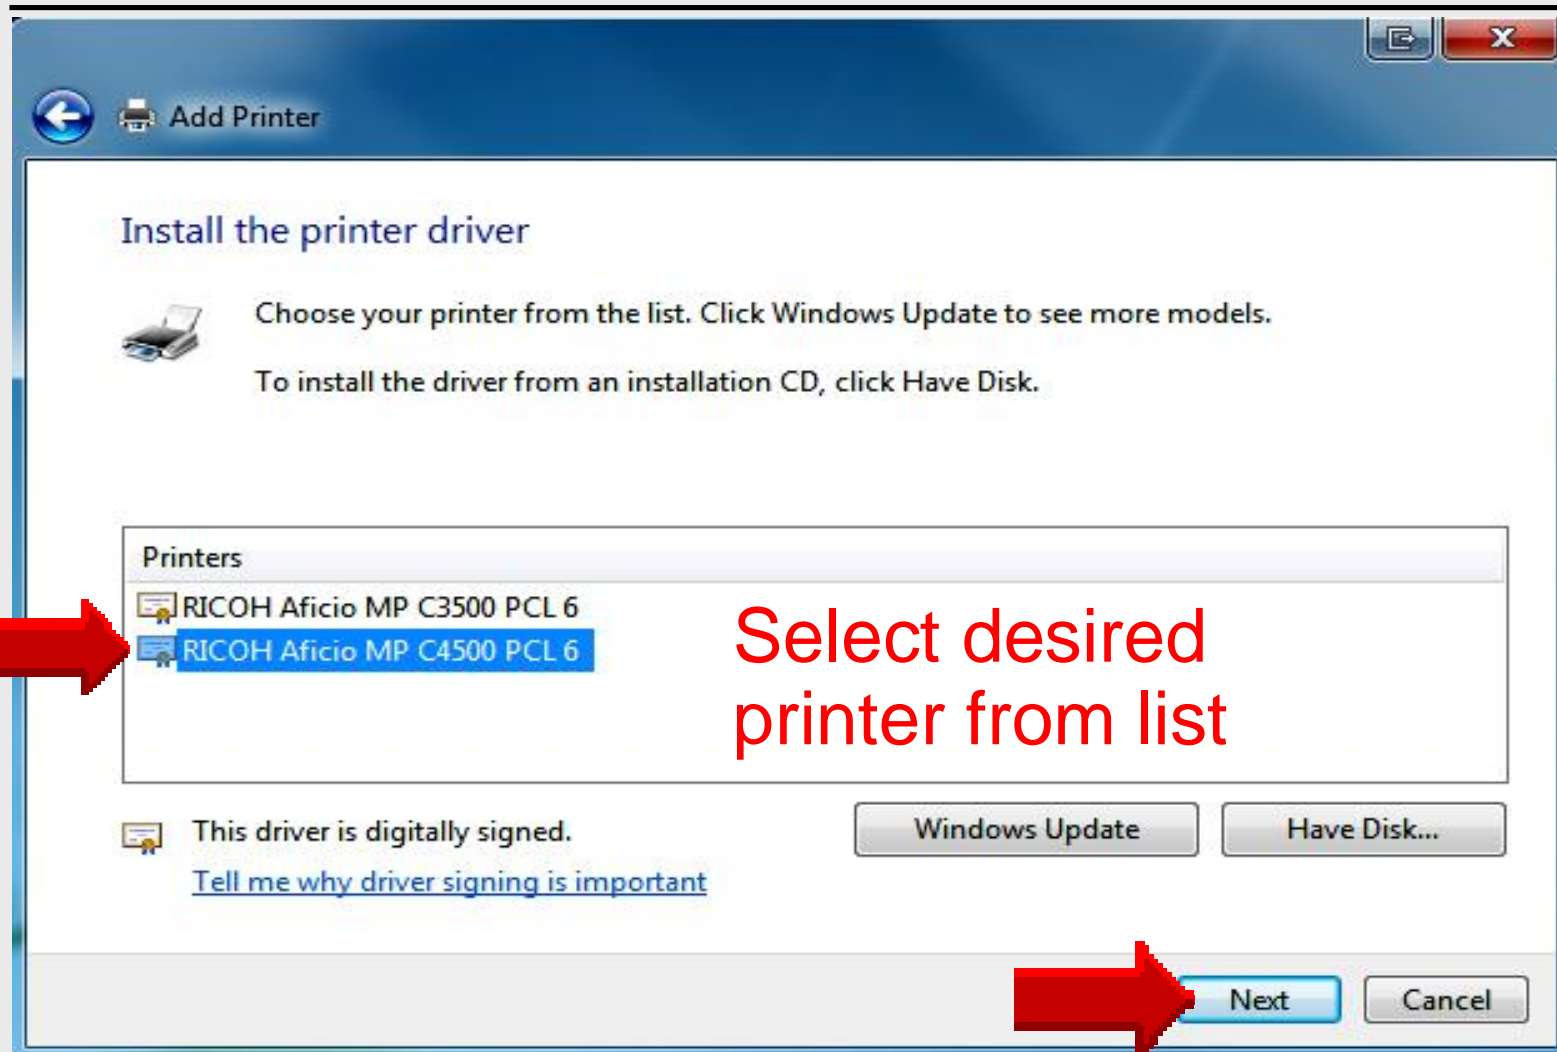 Add Printer
Install the printer driver
Choose your printer from the list. Click Windows Update to see more models.
To install the driver from an installation CD, click Have Disk.
Printers
RICOH Aficio MP C3500 PCL 6
RICOH Aficio MP C4500 PCL 6
Select desired
printer from list
This driver is digitally signed.
Windows Update
Have Disk...
Tell me why driver signing is important
Next
Cancel